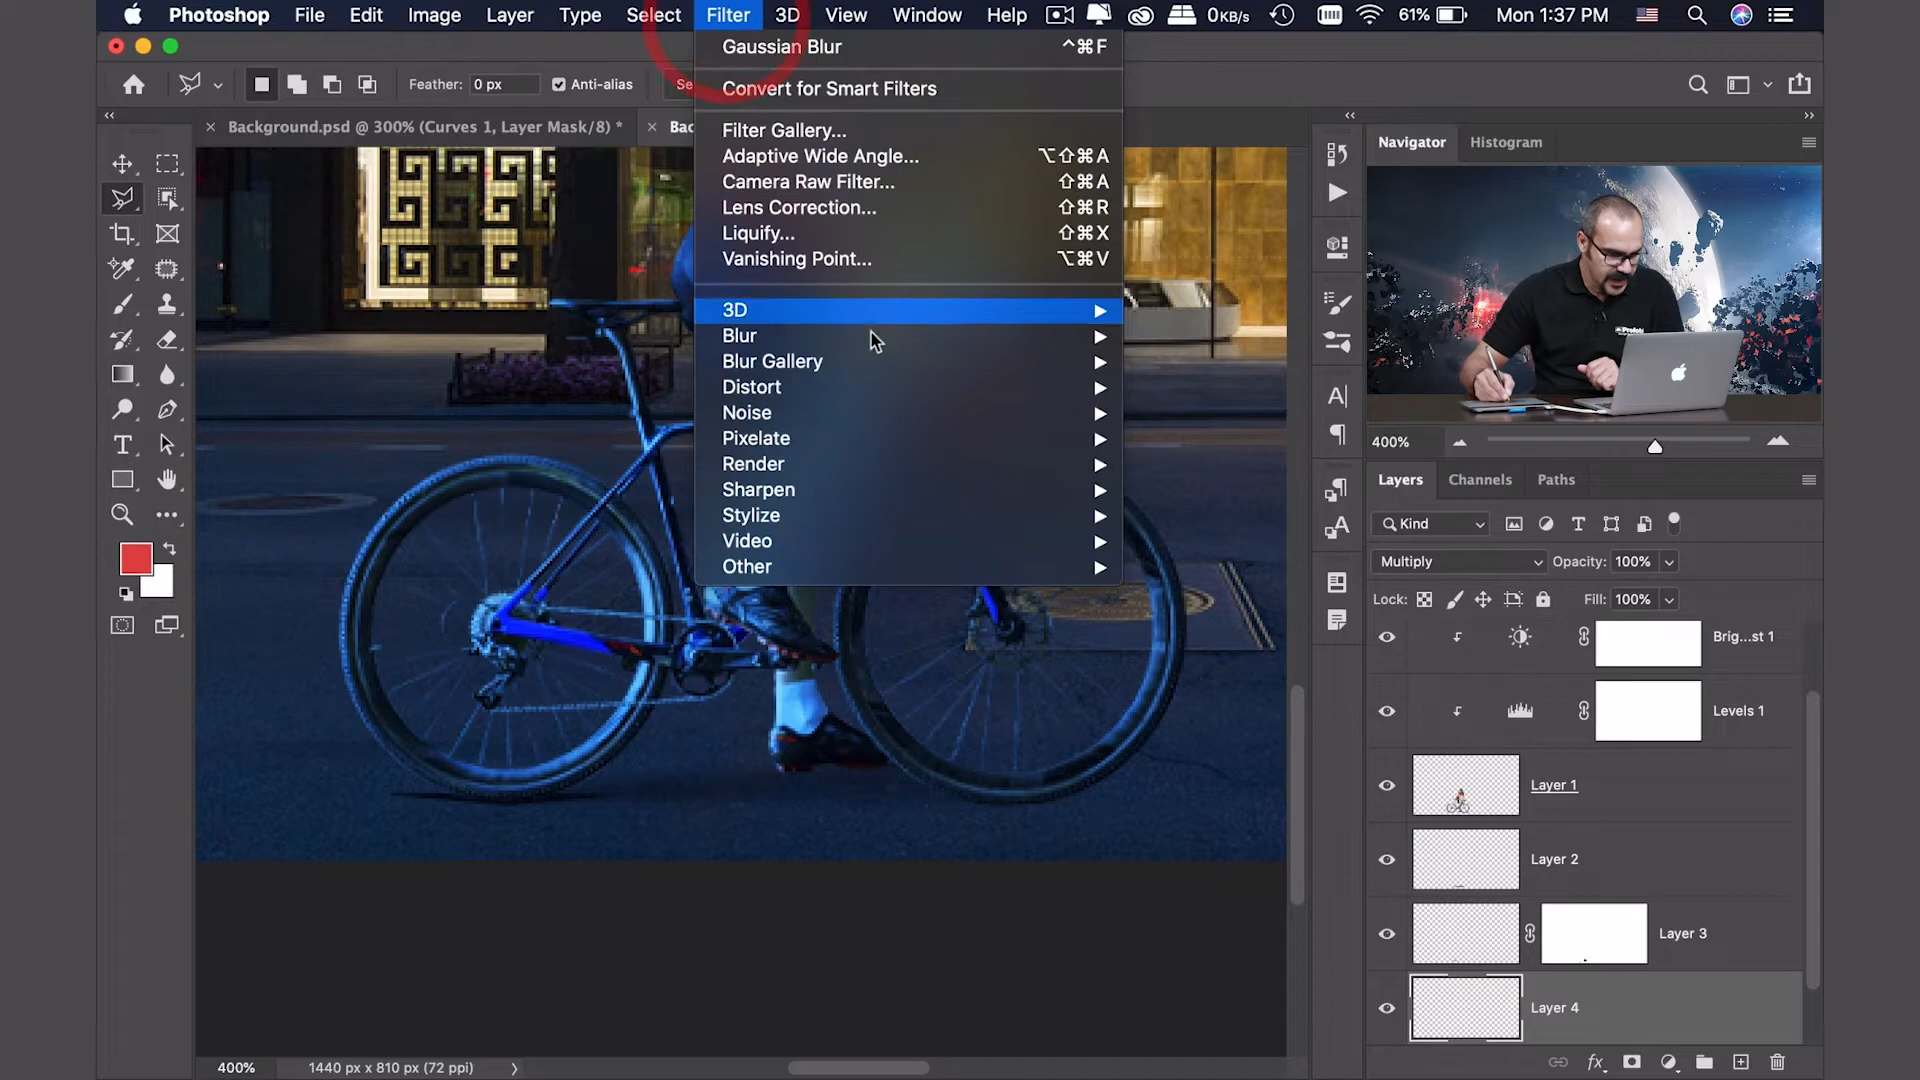 Photoshop File Edit Image Layer Type Select Filter 3D View Window Help 0KB/s 61% Mon 1:37 PM
Gaussian Blur ^⌘F
Feather: 0 px Anti-alias Se
Convert for Smart Filters
Background.psd @ 300% (Curves 1, Layer Mask/8) * Bac
Filter Gallery...
Adaptive Wide Angle... ⌥⇧⌘A
Camera Raw Filter... ⇧⌘A
Lens Correction... ⇧⌘R
Liquify... ⇧⌘X
Vanishing Point... ⌥⌘V
3D
Blur
Blur Gallery
Distort
Noise
Pixelate
Render
Sharpen
Stylize
Video
Other
Navigator Histogram
Profoto
400%
Layers Channels Paths
Kind
Multiply Opacity: 100%
Lock: Fill: 100%
Brig...st 1
Levels 1
Layer 1
Layer 2
Layer 3
Layer 4
fx
400% 1440 px x 810 px (72 ppi)